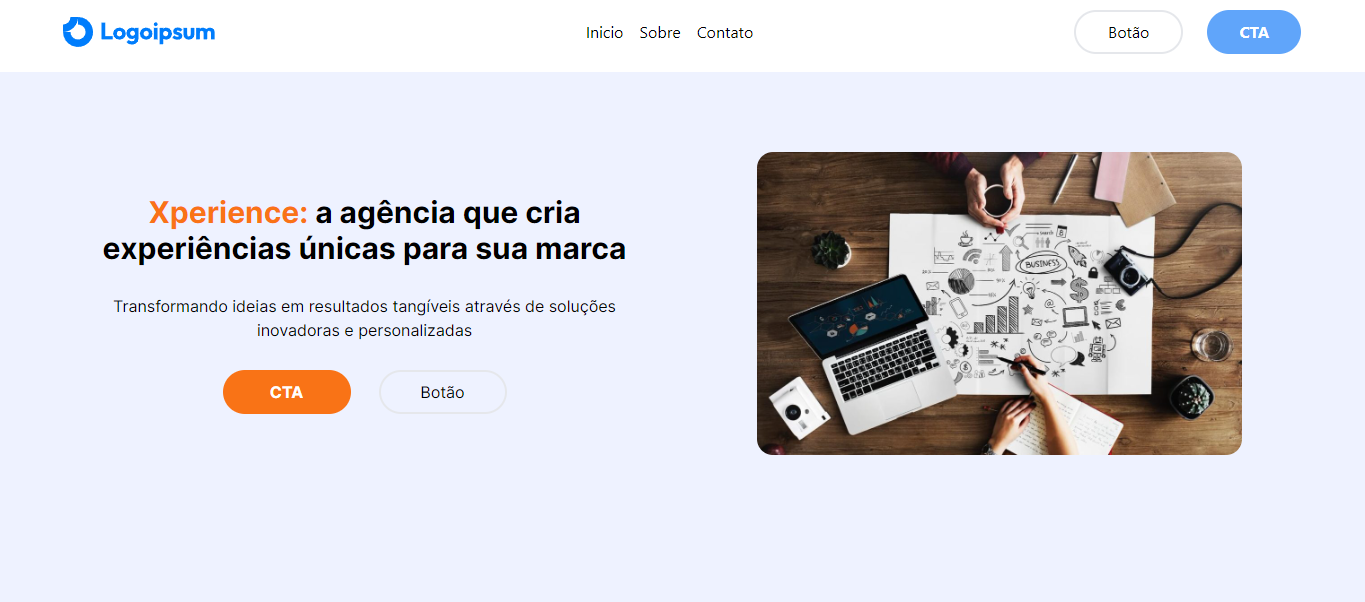 Logoipsum
Inicio Sobre Contato
Botão
CTA
Xperience: a agência que cria
experiências únicas para sua marca
Transformando ideias em resultados tangíveis através de soluções
inovadoras e personalizadas
CTA
Botão
BUSINESS